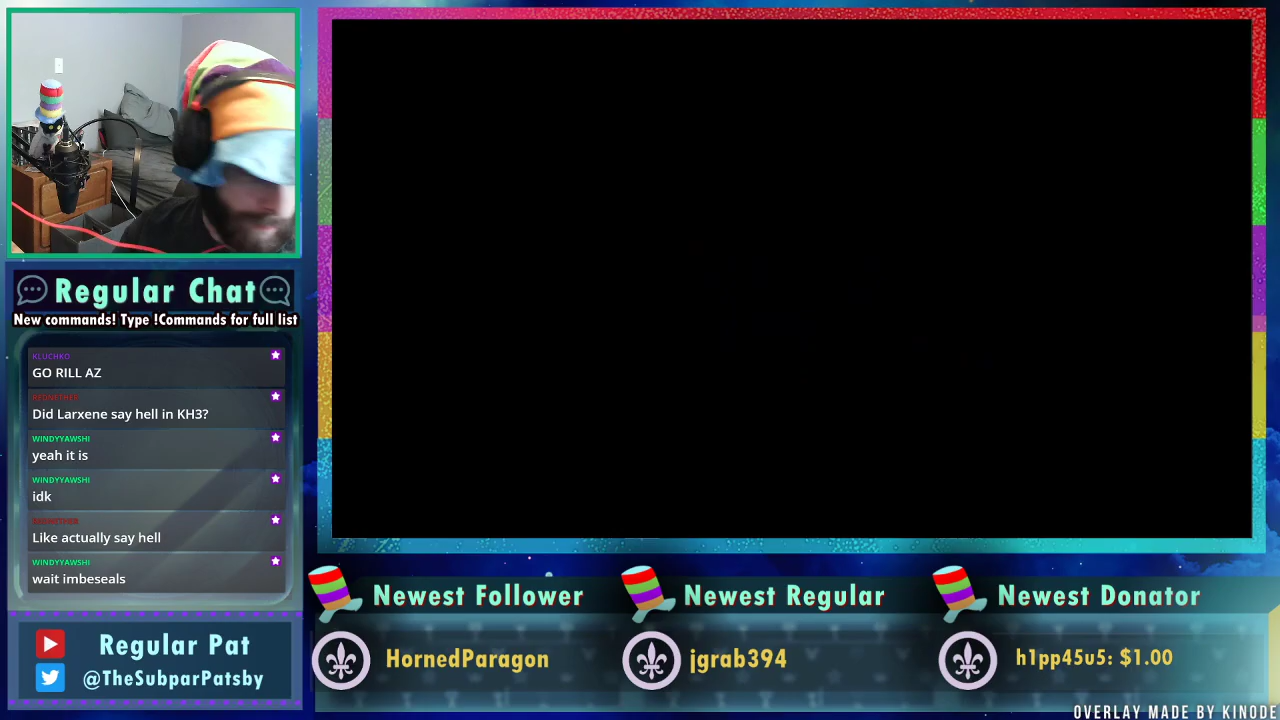 Regular Chat
New commands! Type !Commands for full list
KLUCHKO
GO RILL AZ
REDNETHER
Did Larxene say hell in KH3?
WINDYYAWSHI
yeah it is
WINDYYAWSHI
idk
REDNETHER
Like actually say hell
WINDYYAWSHI
wait imbeseals
Regular Pat
@TheSubparPatsby
Newest Follower
HornedParagon
Newest Regular
jgrab394
Newest Donator
h1pp45u5: $1.00
OVERLAY MADE BY KINODE